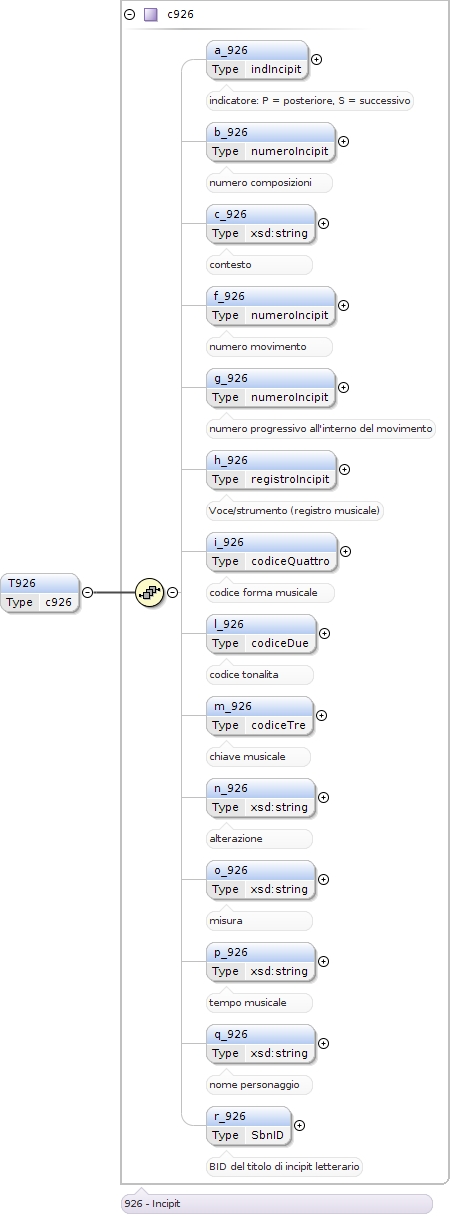 c926
a_926
Type indIncipit
indicatore: P = posteriore, S = successivo
b_926
Type numeroIncipit
numero composizioni
c_926
Type xsd:string
contesto
f_926
Type numeroIncipit
numero movimento
g_926
Type numeroIncipit
numero progressivo all'interno del movimento
h_926
Type registroIncipit
Voce/strumento (registro musicale)
i_926
Type codiceQuattro
codice forma musicale
T926
Type c926
l_926
Type codiceDue
codice tonalita
m_926
Type codiceTre
chiave musicale
n_926
Type xsd:string
alterazione
o_926
Type xsd:string
misura
p_926
Type xsd:string
tempo musicale
q_926
Type xsd:string
nome personaggio
r_926
Type SbnID
BID del titolo di incipit letterario
926 - Incipit